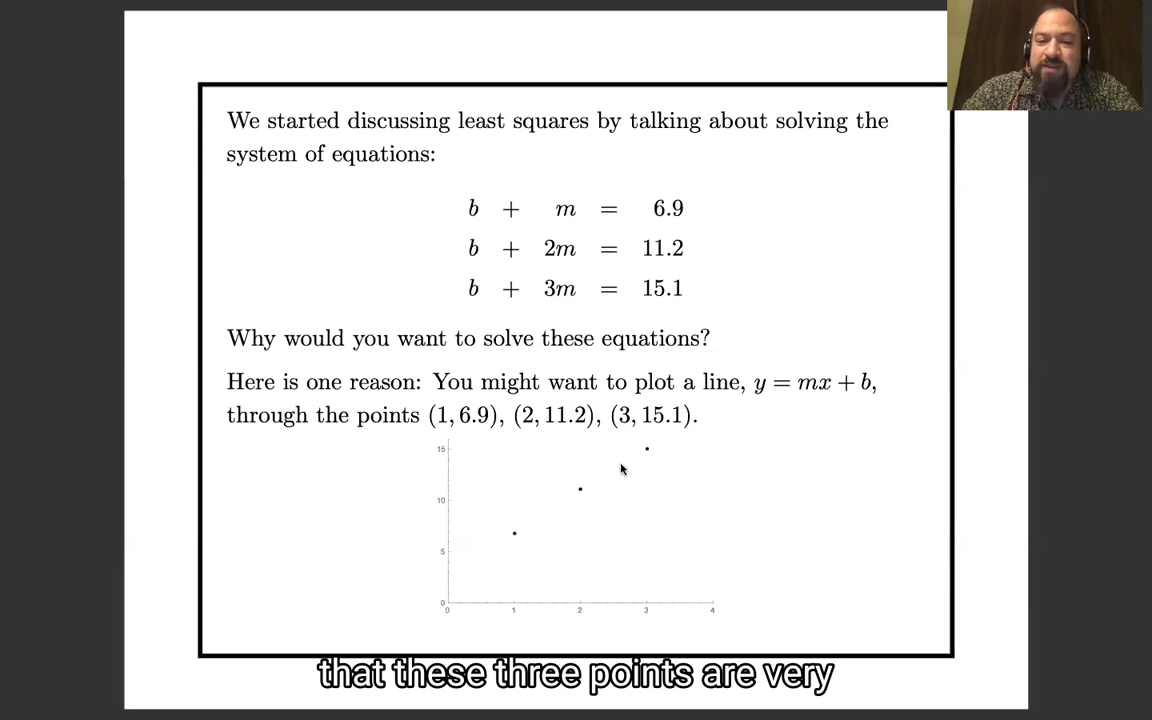 We started discussing least squares by talking about solving the
system of equations:
b + m = 6.9
b + 2m = 11.2
b + 3m = 15.1
Why would you want to solve these equations?
Here is one reason: You might want to plot a line, y = mx + b,
through the points (1, 6.9), (2, 11.2), (3, 15.1).
15
10
5
0
0 1 2 3 4
that these three points are very